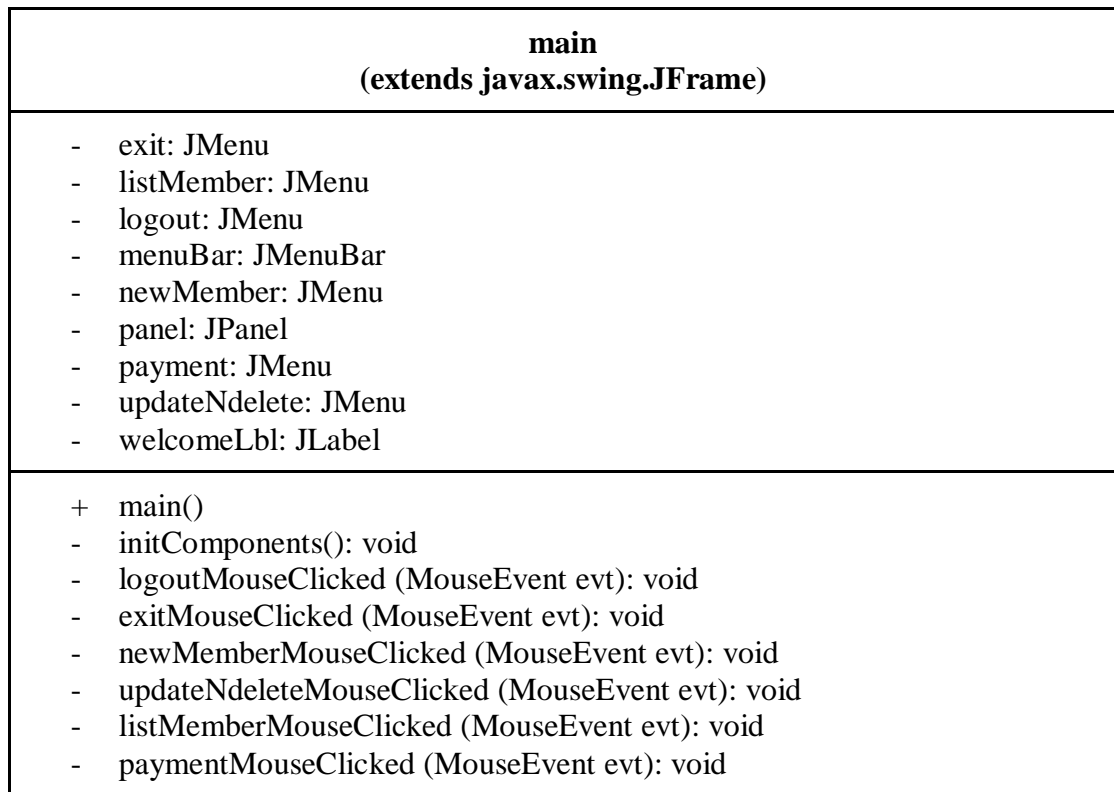 main
(extends javax.swing.JFrame)
- exit: JMenu
- listMember: JMenu
- logout: JMenu
- menuBar: JMenuBar
- newMember: JMenu
- panel: JPanel
- payment: JMenu
- updateNdelete: JMenu
- welcomeLbl: JLabel
+ main()
- initComponents(): void
- logoutMouseClicked (MouseEvent evt): void
- exitMouseClicked (MouseEvent evt): void
- newMemberMouseClicked (MouseEvent evt): void
- updateNdeleteMouseClicked (MouseEvent evt): void
- listMemberMouseClicked (MouseEvent evt): void
- paymentMouseClicked (MouseEvent evt): void